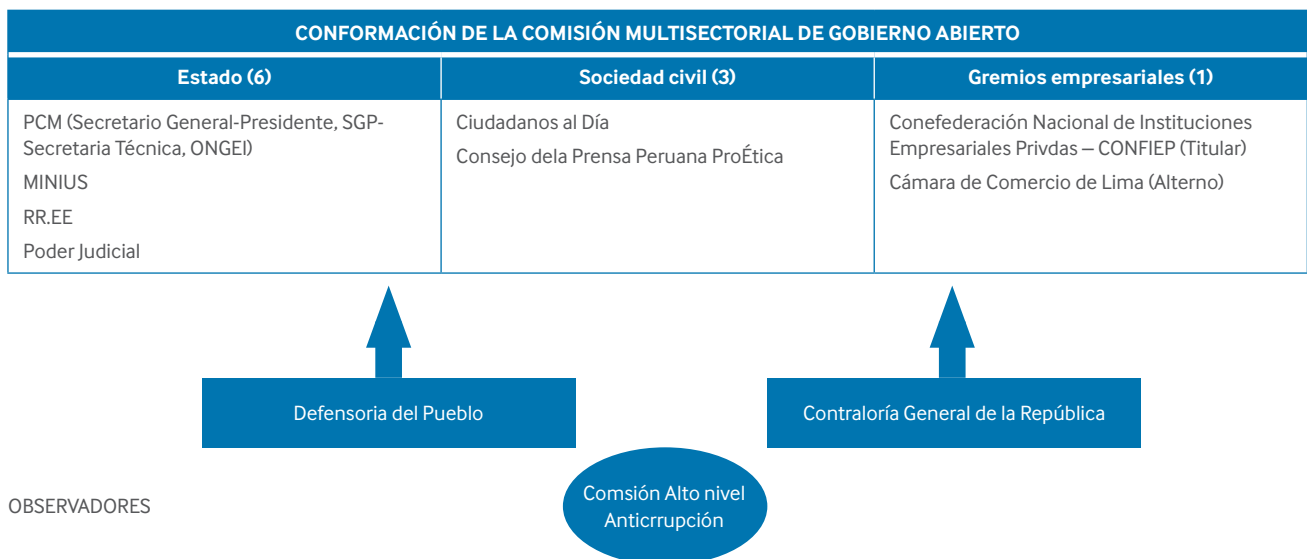 CONFORMACIÓN DE LA COMISIÓN MULTISECTORIAL DE GOBIERNO ABIERTO
Estado (6)
Sociedad civil (3)
Gremios empresariales (1)
PCM (Secretario General-Presidente, SGP-
Secretaria Técnica, ONGEI)
MINIUS
RR.EE
Poder Judicial
Ciudadanos al Día
Consejo dela Prensa Peruana ProÉtica
Conefederación Nacional de Instituciones
Empresariales Privdas – CONFIEP (Titular)
Cámara de Comercio de Lima (Alterno)
Defensoria del Pueblo
Contraloría General de la República
OBSERVADORES
Comsión Alto nivel
Anticrrupción